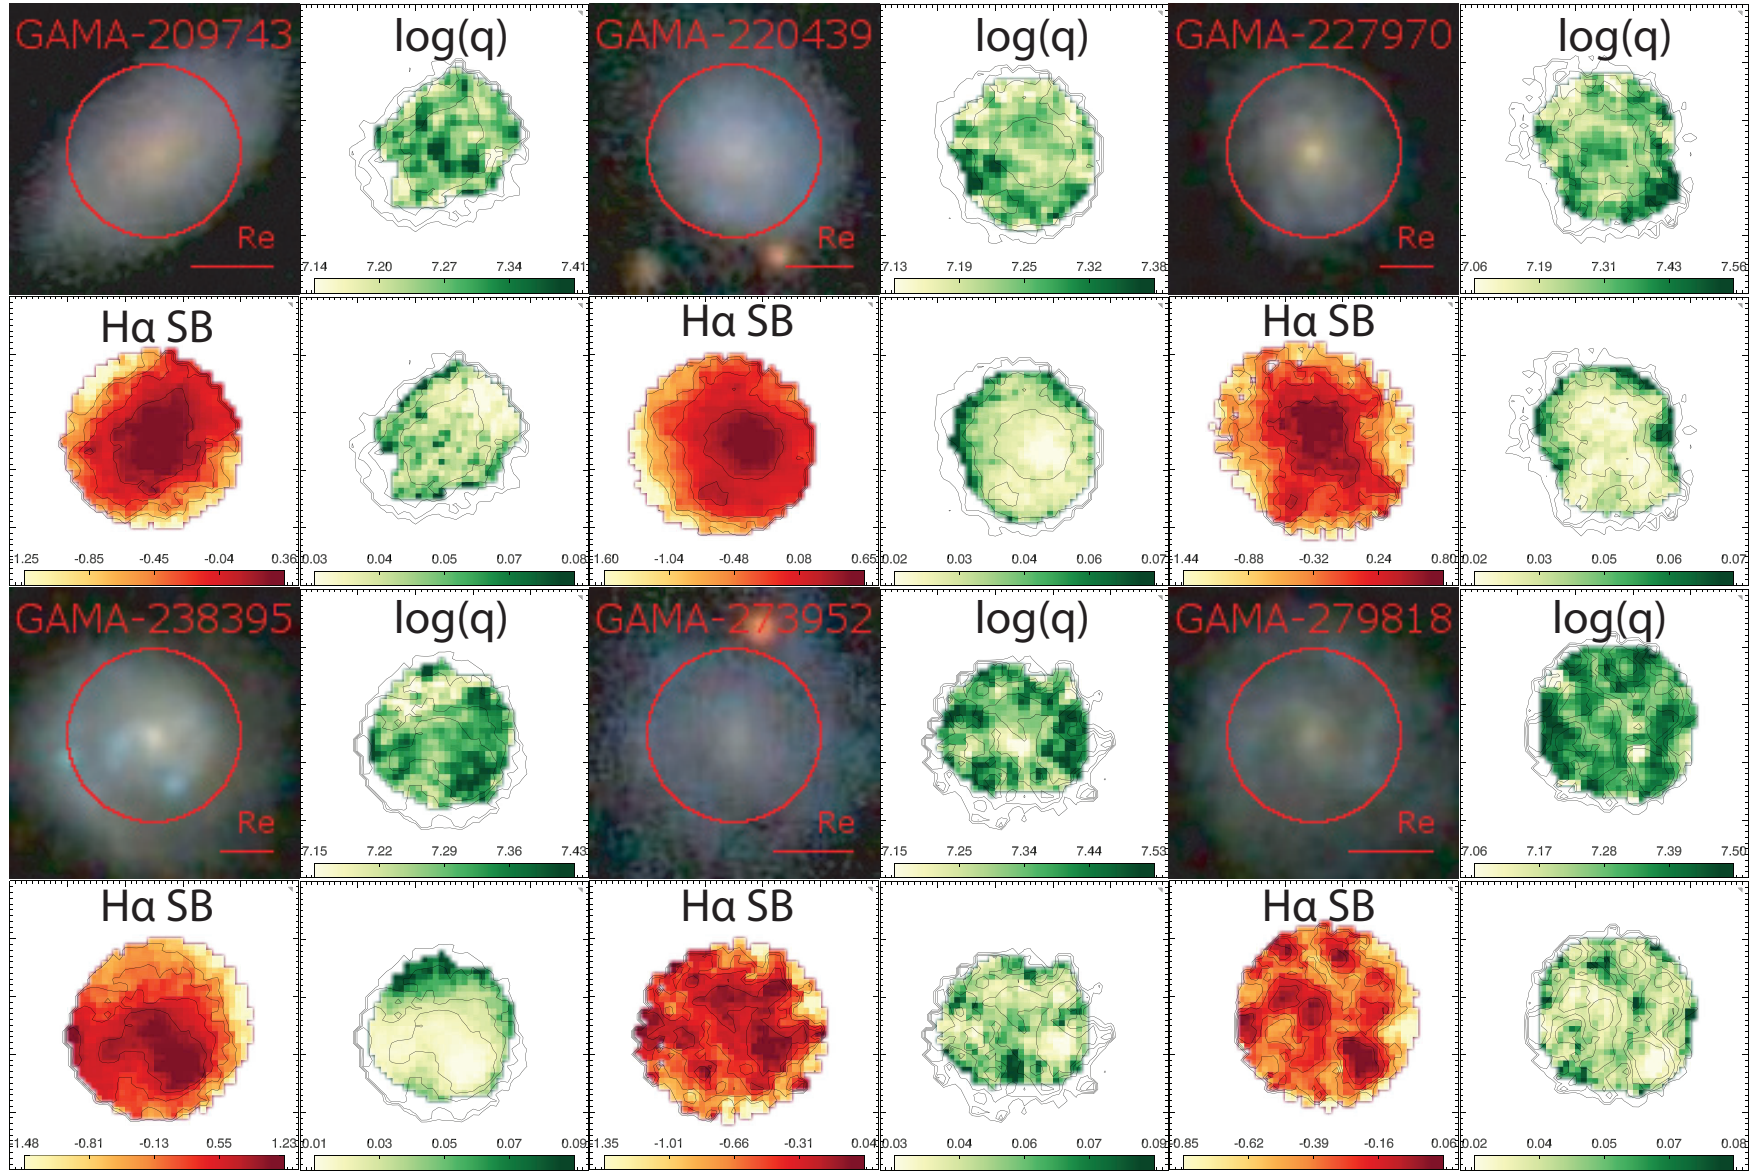 GAMA-209743 log(q) GAMA-220439 log(q) GAMA-227970 log(q)
Re Re Re
7.14 7.20 7.27 7.34 7.41 7.13 7.19 7.25 7.32 7.38 7.06 7.19 7.31 7.43 7.56
Hα SB Hα SB Hα SB
-1.25 -0.85 -0.45 -0.04 0.36 0.03 0.04 0.05 0.07 0.08 -1.60 -1.04 -0.48 0.08 0.65 0.02 0.03 0.04 0.06 0.07 -1.44 -0.88 -0.32 0.24 0.80 0.02 0.03 0.05 0.06 0.07
GAMA-238395 log(q) GAMA-273952 log(q) GAMA-279818 log(q)
Re Re Re
7.15 7.22 7.29 7.36 7.43 7.15 7.25 7.34 7.44 7.53 7.06 7.17 7.28 7.39 7.50
Hα SB Hα SB Hα SB
-1.48 -0.81 -0.13 0.55 1.23 0.01 0.03 0.05 0.07 0.09 -1.35 -1.01 -0.66 -0.31 0.04 0.03 0.04 0.06 0.07 0.09 -0.85 -0.62 -0.39 -0.16 0.06 0.02 0.04 0.05 0.07 0.08